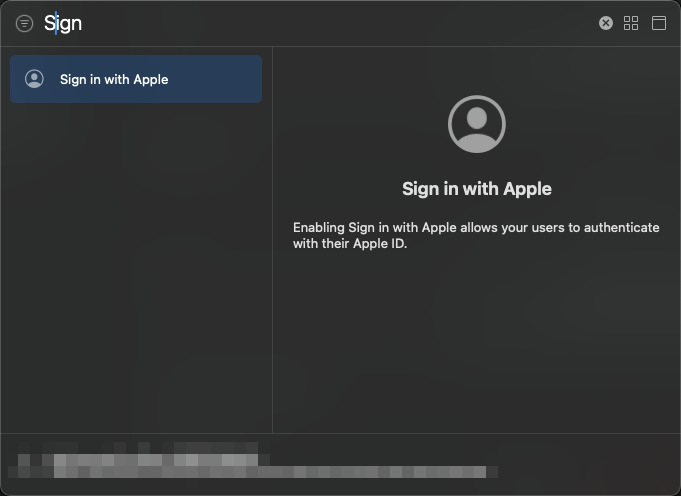 Sign
Sign in with Apple
Sign in with Apple
Enabling Sign in with Apple allows your users to authenticate
with their Apple ID.